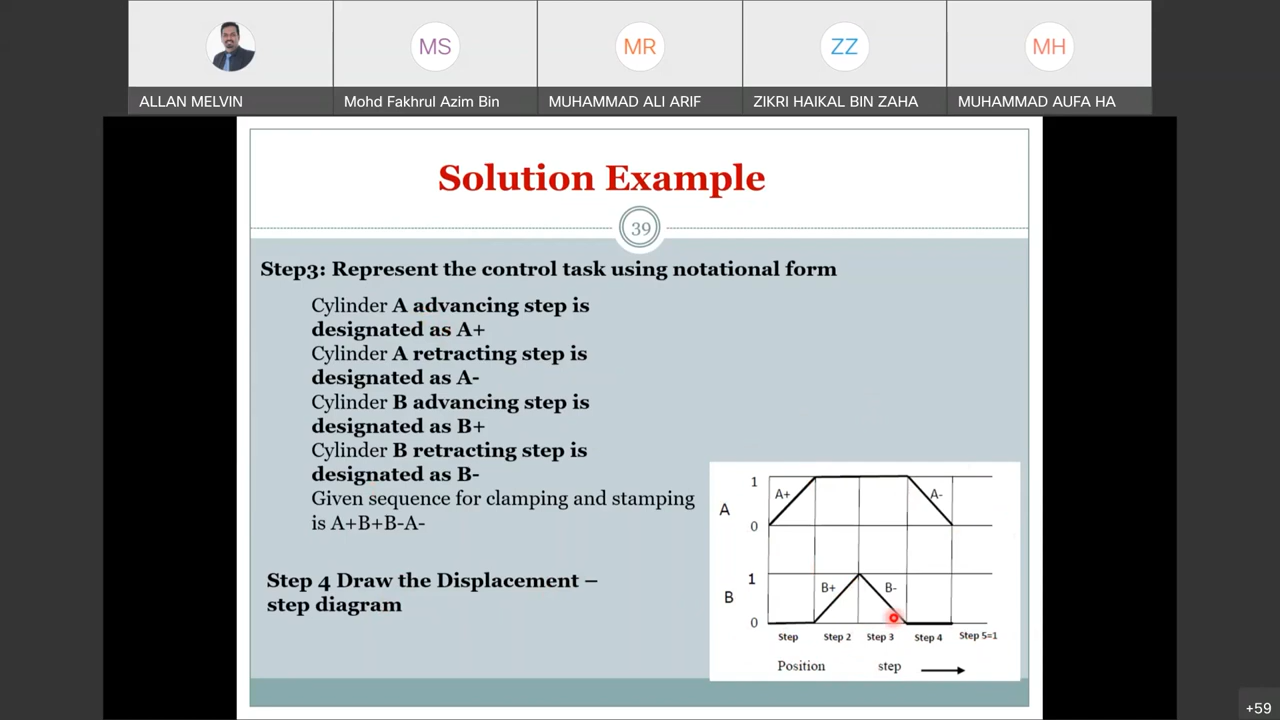 MS
MR
ZZ
MH
ALLAN MELVIN
Mohd Fakhrul Azim Bin
MUHAMMAD ALI ARIF
ZIKRI HAIKAL BIN ZAHA
MUHAMMAD AUFA HA
Solution Example
39
Step3: Represent the control task using notational form
Cylinder A advancing step is
designated as A+
Cylinder A retracting step is
designated as A-
Cylinder B advancing step is
designated as B+
Cylinder B retracting step is
designated as B-
Given sequence for clamping and stamping
is A+B+B-A-
Step 4 Draw the Displacement –
step diagram
1
A+
A-
A
0
1
B+
B-
B
0
Step
Step 2
Step 3
Step 4
Step 5=1
Position
step
+59